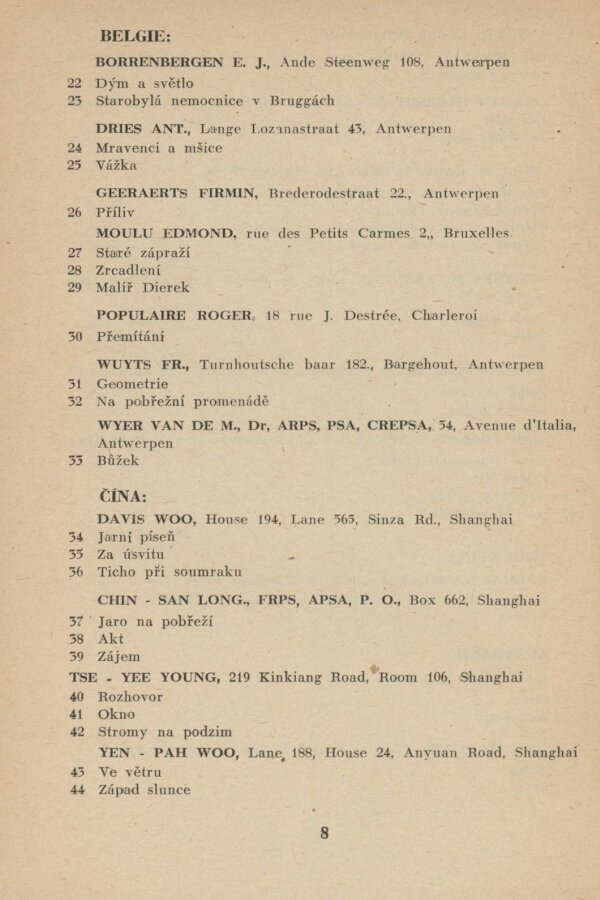 BELGIE:
BORRENBERGEN E. J., Ande Steenweg 108, Antwerpen
22 Dým a světlo
23 Starobylá nemocnice v Bruggách
DRIES ANT., Lange Lozanastraat 43, Antwerpen
24 Mravenci a mšice
25 Vážka
GEERAERTS FIRMIN, Brederodestraat 22., Antwerpen
26 Příliv
MOULU EDMOND, rue des Petits Carmes 2,, Bruxelles.
27 Staré zápraží
28 Zrcadlení
29 Malíř Dierek
POPULAIRE ROGER, 18 rue J. Destrée, Charleroi
30 Přemítání
WUYTS FR., Turnhoutsche baar 182., Bargehout, Antwerpen
31 Geometrie
32 Na pobřežní promenádě
WYER VAN DE M., Dr, ARPS, PSA, CREPSA, 54, Avenue d'Italia,
Antwerpen
33 Bůžek
ČÍNA:
DAVIS WOO, House 194, Lane 563, Sinza Rd., Shanghai
34 Jarní píseň
35 Za úsvitu
36 Ticho při soumraku
CHIN - SAN LONG., FRPS, APSA, P. O., Box 662, Shanghai
37 Jaro na pobřeží
38 Akt
39 Zájem
TSE - YEE YOUNG, 219 Kinkiang Road, Room 106, Shanghai
40 Rozhovor
41 Okno
42 Stromy na podzim
YEN - PAH WOO, Lane 188, House 24, Anyuan Road, Shanghai
43 Ve větru
44 Západ slunce
8